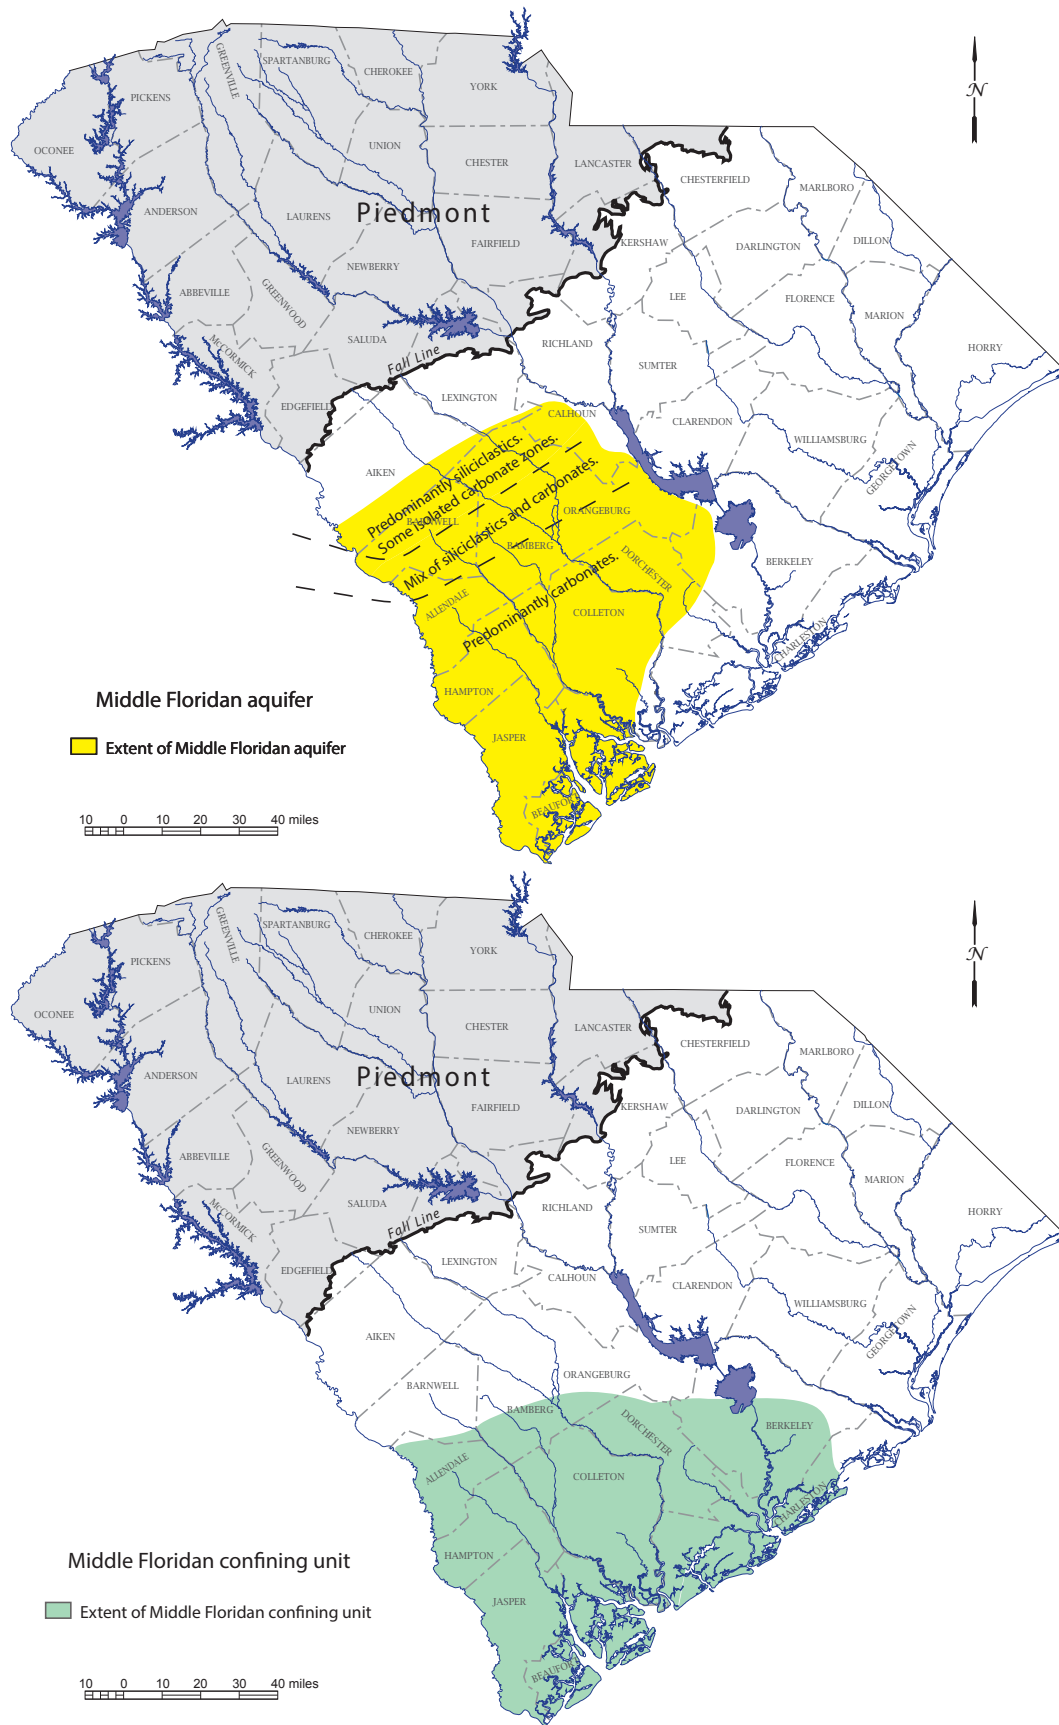 GREENVILLE
SPARTANBURG
CHEROKEE
YORK
PICKENS
N
OCONEE
UNION
CHESTER
LANCASTER
CHESTERFIELD
MARLBORO
ANDERSON
LAURENS
Piedmont
FAIRFIELD
KERSHAW
DARLINGTON
DILLON
NEWBERRY
ABBEVILLE
GREENWOOD
LEE
FLORENCE
MARION
SALUDA
RICHLAND
HORRY
McCORMICK
Fall Line
SUMTER
EDGEFIELD
LEXINGTON
CALHOUN
CLARENDON
WILLIAMSBURG
GEORGETOWN
AIKEN
Predominantly siliciclastics.
Some isolated carbonate zones.
BARNWELL
ORANGEBURG
Mix of siliciclastics and carbonates.
BAMBERG
DORCHESTER
BERKELEY
ALLENDALE
Predominantly carbonates.
COLLETON
CHARLESTON
HAMPTON
Middle Floridan aquifer
JASPER
Extent of Middle Floridan aquifer
BEAUFORT
10 0 10 20 30 40 miles
GREENVILLE
SPARTANBURG
CHEROKEE
YORK
PICKENS
N
OCONEE
UNION
CHESTER
LANCASTER
CHESTERFIELD
MARLBORO
ANDERSON
LAURENS
Piedmont
FAIRFIELD
KERSHAW
DARLINGTON
DILLON
NEWBERRY
ABBEVILLE
GREENWOOD
LEE
FLORENCE
MARION
SALUDA
RICHLAND
HORRY
McCORMICK
Fall Line
SUMTER
EDGEFIELD
LEXINGTON
CALHOUN
CLARENDON
WILLIAMSBURG
GEORGETOWN
AIKEN
BARNWELL
ORANGEBURG
BAMBERG
DORCHESTER
BERKELEY
ALLENDALE
COLLETON
CHARLESTON
HAMPTON
Middle Floridan confining unit
JASPER
Extent of Middle Floridan confining unit
BEAUFORT
10 0 10 20 30 40 miles